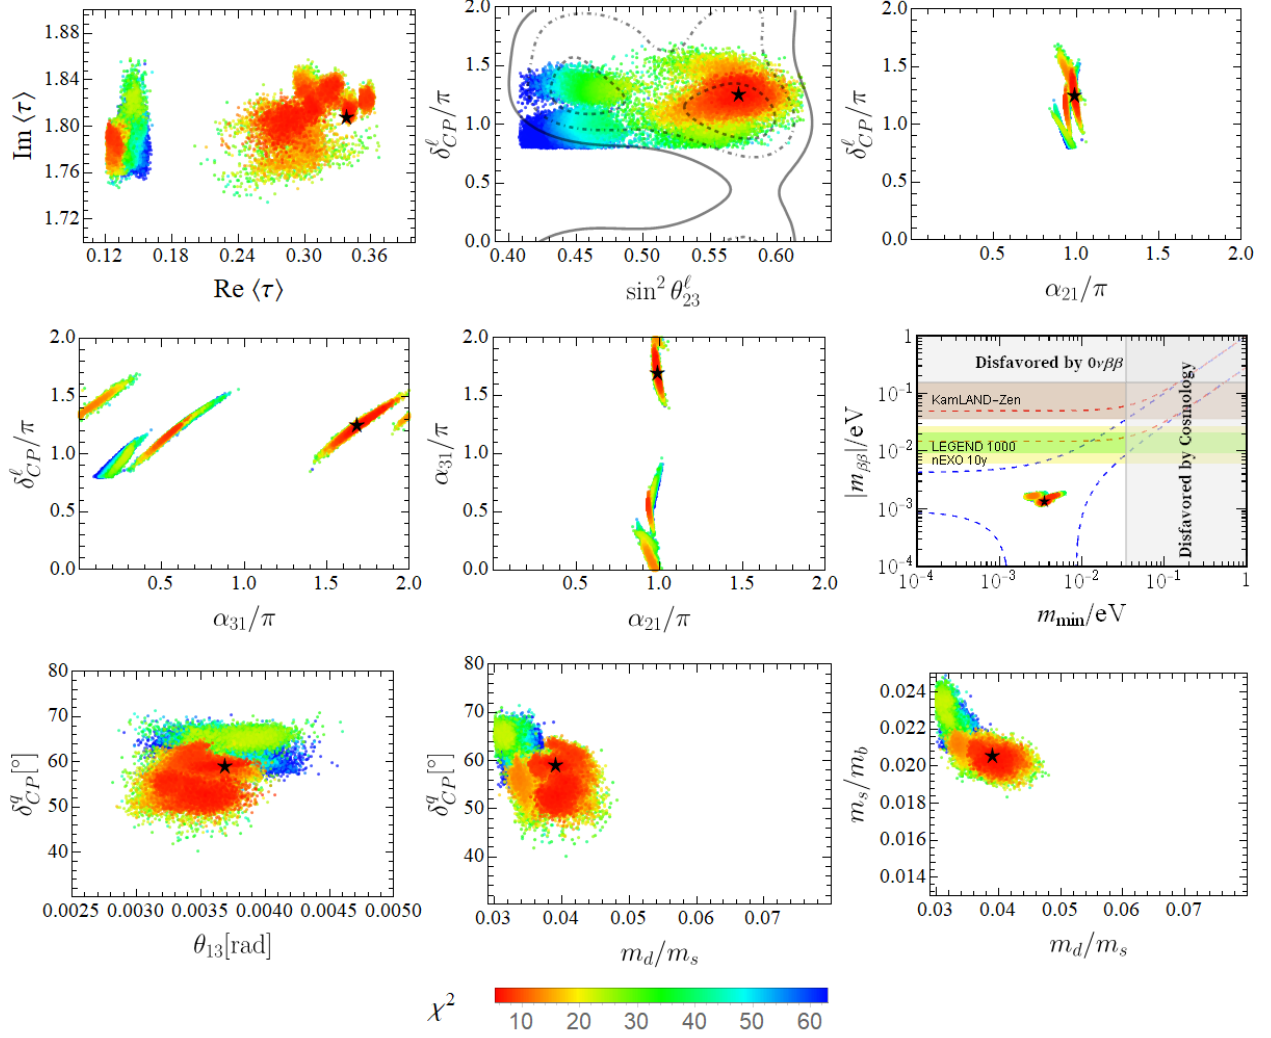 1.88
1.84
1.80
1.76
1.72
Im ⟨τ⟩
0.12 0.18 0.24 0.30 0.36
Re ⟨τ⟩
2.0
1.5
1.0
0.5
0.0
δ^ℓ_CP/π
0.40 0.45 0.50 0.55 0.60
sin² θ^ℓ_23
2.0
1.5
1.0
0.5
0.0
δ^ℓ_CP/π
0.5 1.0 1.5 2.0
α_21/π
2.0
1.5
1.0
0.5
0.0
δ^ℓ_CP/π
0.5 1.0 1.5 2.0
α_31/π
2.0
1.5
1.0
0.5
0.0
α_31/π
0.5 1.0 1.5 2.0
α_21/π
1
10^-1
10^-2
10^-3
10^-4
|m_ββ|/eV
Disfavored by 0νββ
KamLAND-Zen
LEGEND 1000
nEXO 10y
Disfavored by Cosmology
10^-4 10^-3 10^-2 10^-1 1
m_min/eV
80
70
60
50
40
δ^q_CP[°]
0.0025 0.0030 0.0035 0.0040 0.0045 0.0050
θ_13[rad]
80
70
60
50
40
δ^q_CP[°]
0.03 0.04 0.05 0.06 0.07
m_d/m_s
0.024
0.022
0.020
0.018
0.016
0.014
m_s/m_b
0.03 0.04 0.05 0.06 0.07
m_d/m_s
χ²
10 20 30 40 50 60